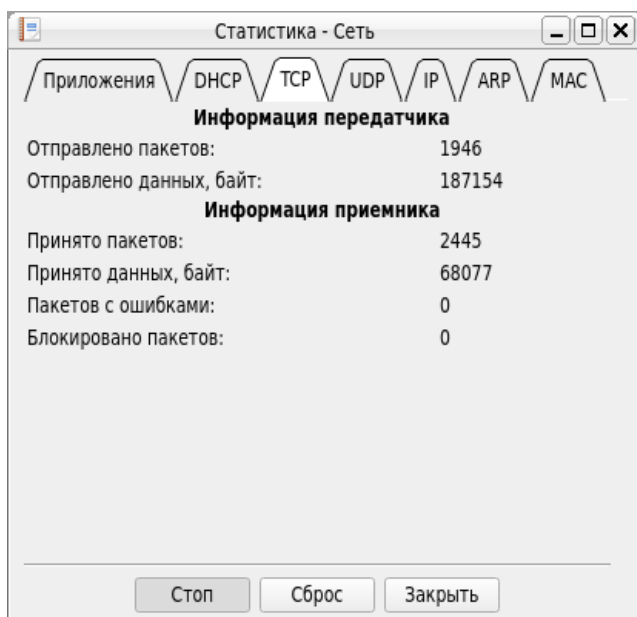 Статистика - Сеть
Приложения DHCP TCP UDP IP ARP MAC
Информация передатчика
Отправлено пакетов: 1946
Отправлено данных, байт: 187154
Информация приемника
Принято пакетов: 2445
Принято данных, байт: 68077
Пакетов с ошибками: 0
Блокировано пакетов: 0
Стоп Сброс Закрыть